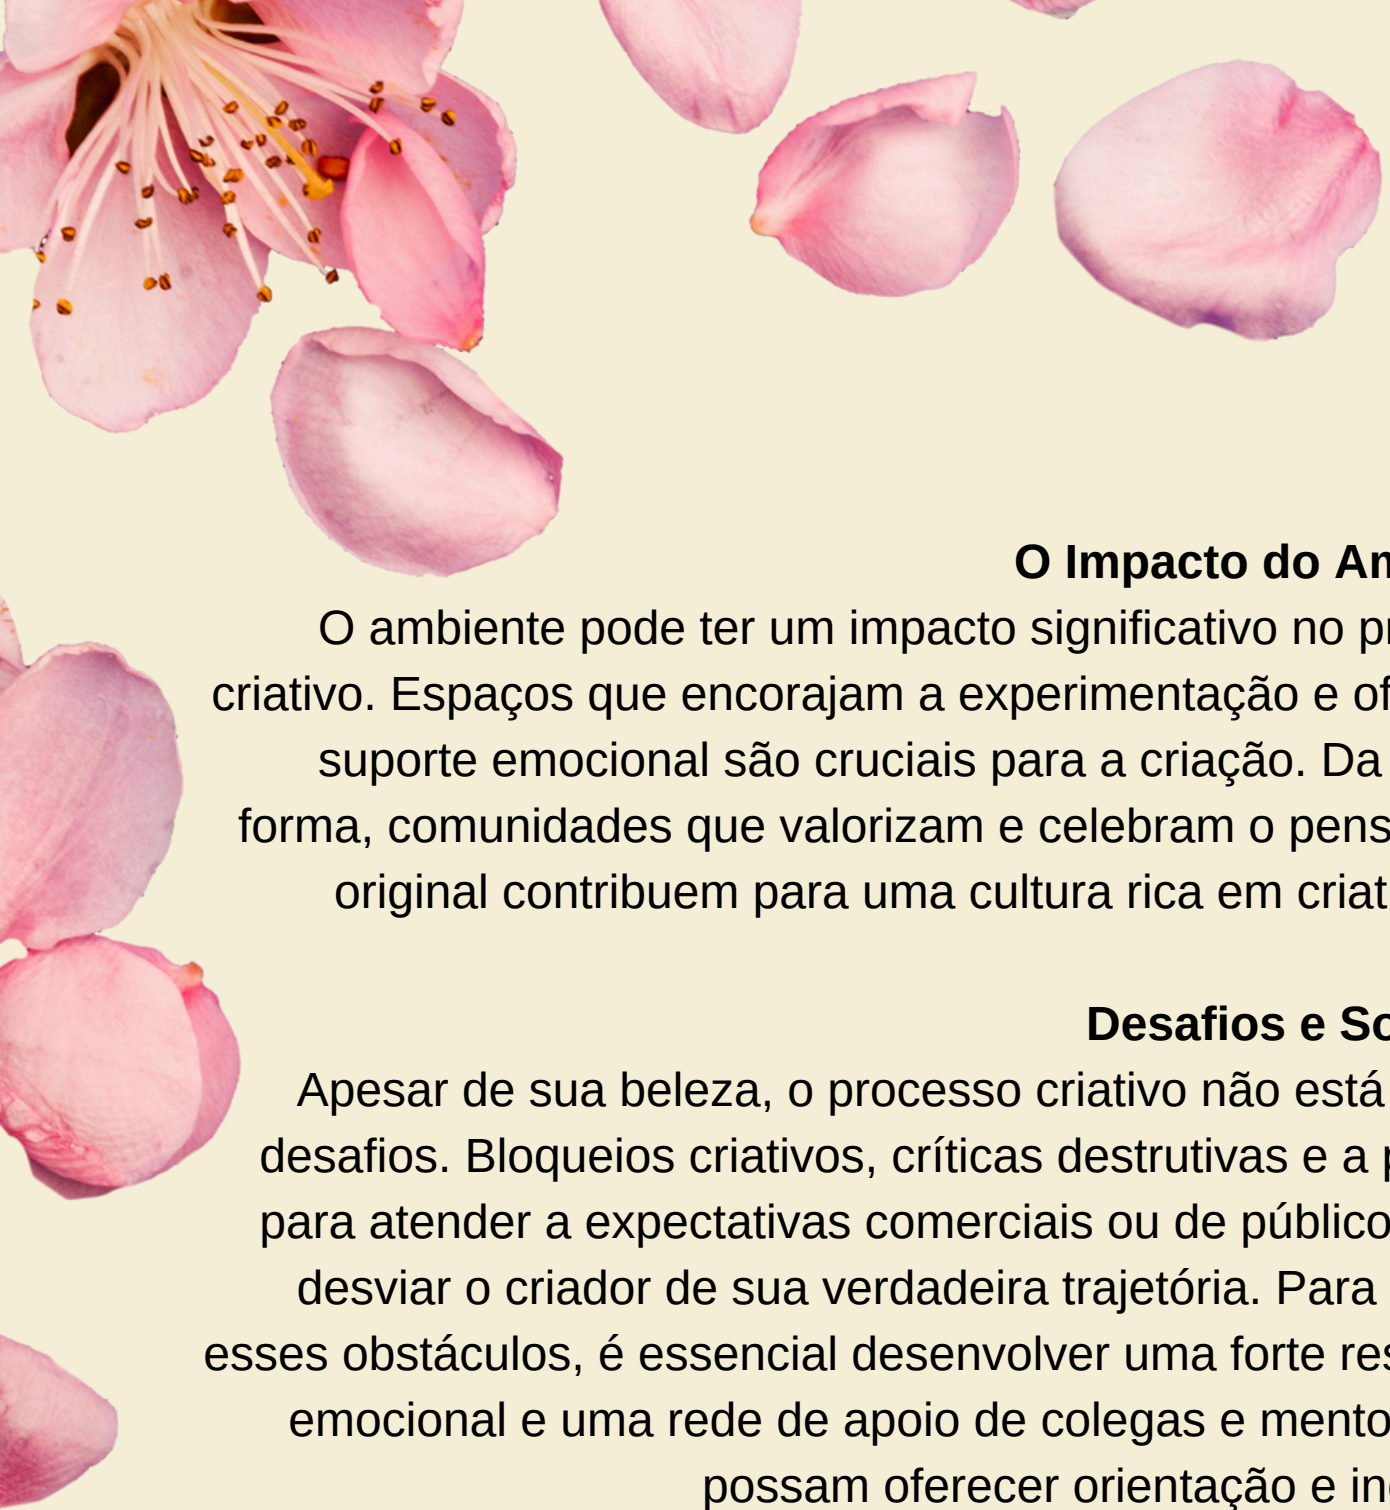 O Impacto do
O ambiente pode ter um impacto significativo no
criativo. Espaços que encorajam a experimentação e
suporte emocional são cruciais para a criação. Da
forma, comunidades que valorizam e celebram o
original contribuem para uma cultura rica em
Desafios e
Apesar de sua beleza, o processo criativo não está
desafios. Bloqueios criativos, críticas destrutivas e a
para atender a expectativas comerciais ou de público
desviar o criador de sua verdadeira trajetória. Para
esses obstáculos, é essencial desenvolver uma forte
emocional e uma rede de apoio de colegas e
possam oferecer orientação e